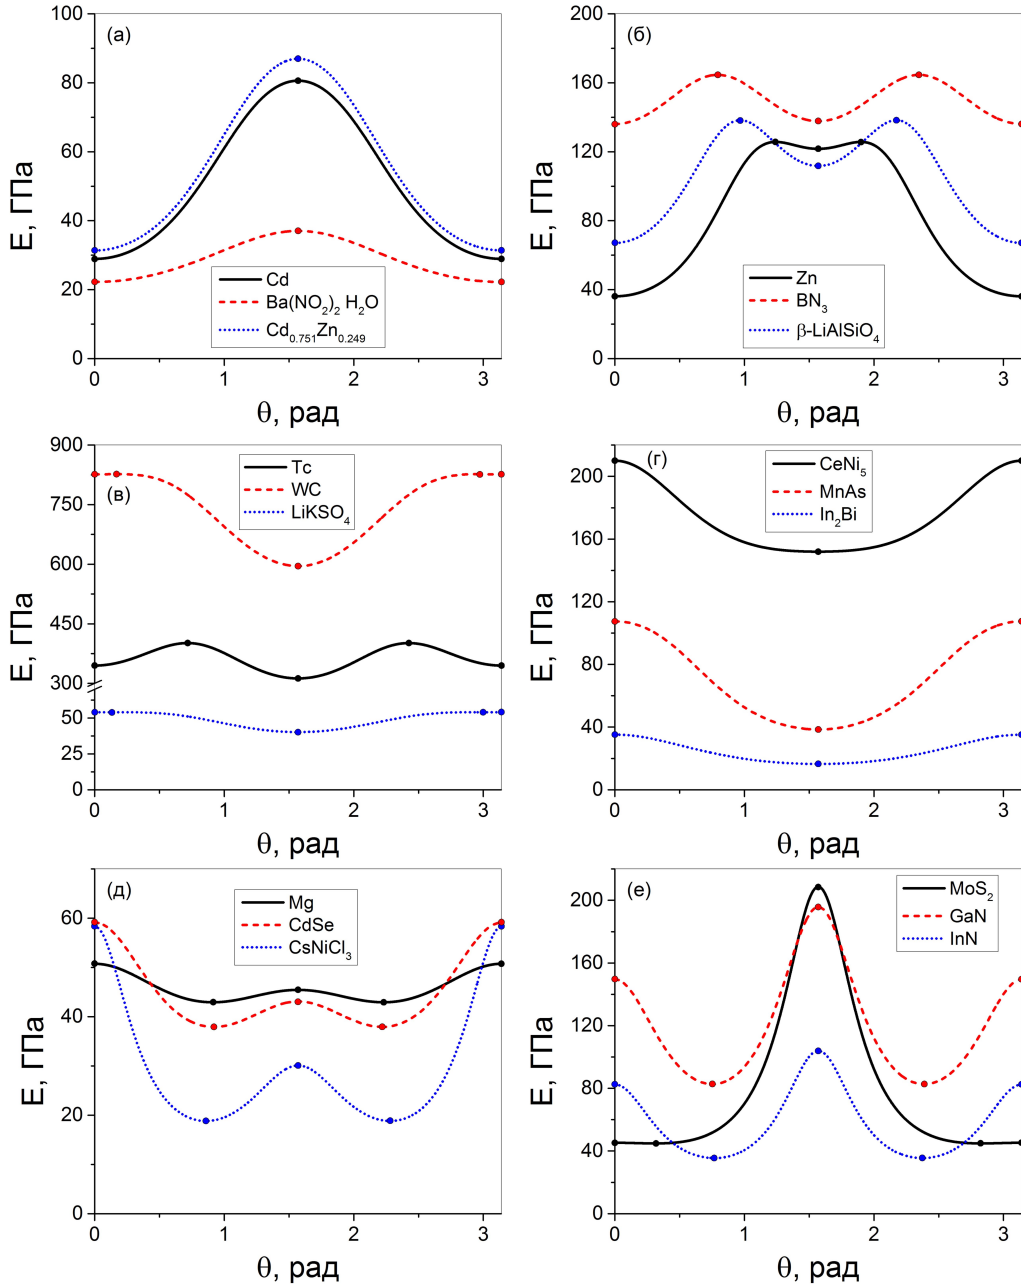 (а)
100
80
60
40
20
0
E, ГПа
Cd
Ba(NO2)2 H2O
Cd0.751Zn0.249
0 1 2 3
θ, рад
(б)
200
160
120
80
40
0
E, ГПа
Zn
BN3
β-LiAlSiO4
0 1 2 3
θ, рад
(в)
900
750
600
450
300
50
25
0
E, ГПа
Tc
WC
LiKSO4
0 1 2 3
θ, рад
(г)
200
160
120
80
40
0
E, ГПа
CeNi5
MnAs
In2Bi
0 1 2 3
θ, рад
(д)
60
40
20
0
E, ГПа
Mg
CdSe
CsNiCl3
0 1 2 3
θ, рад
(е)
200
160
120
80
40
0
E, ГПа
MoS2
GaN
InN
0 1 2 3
θ, рад